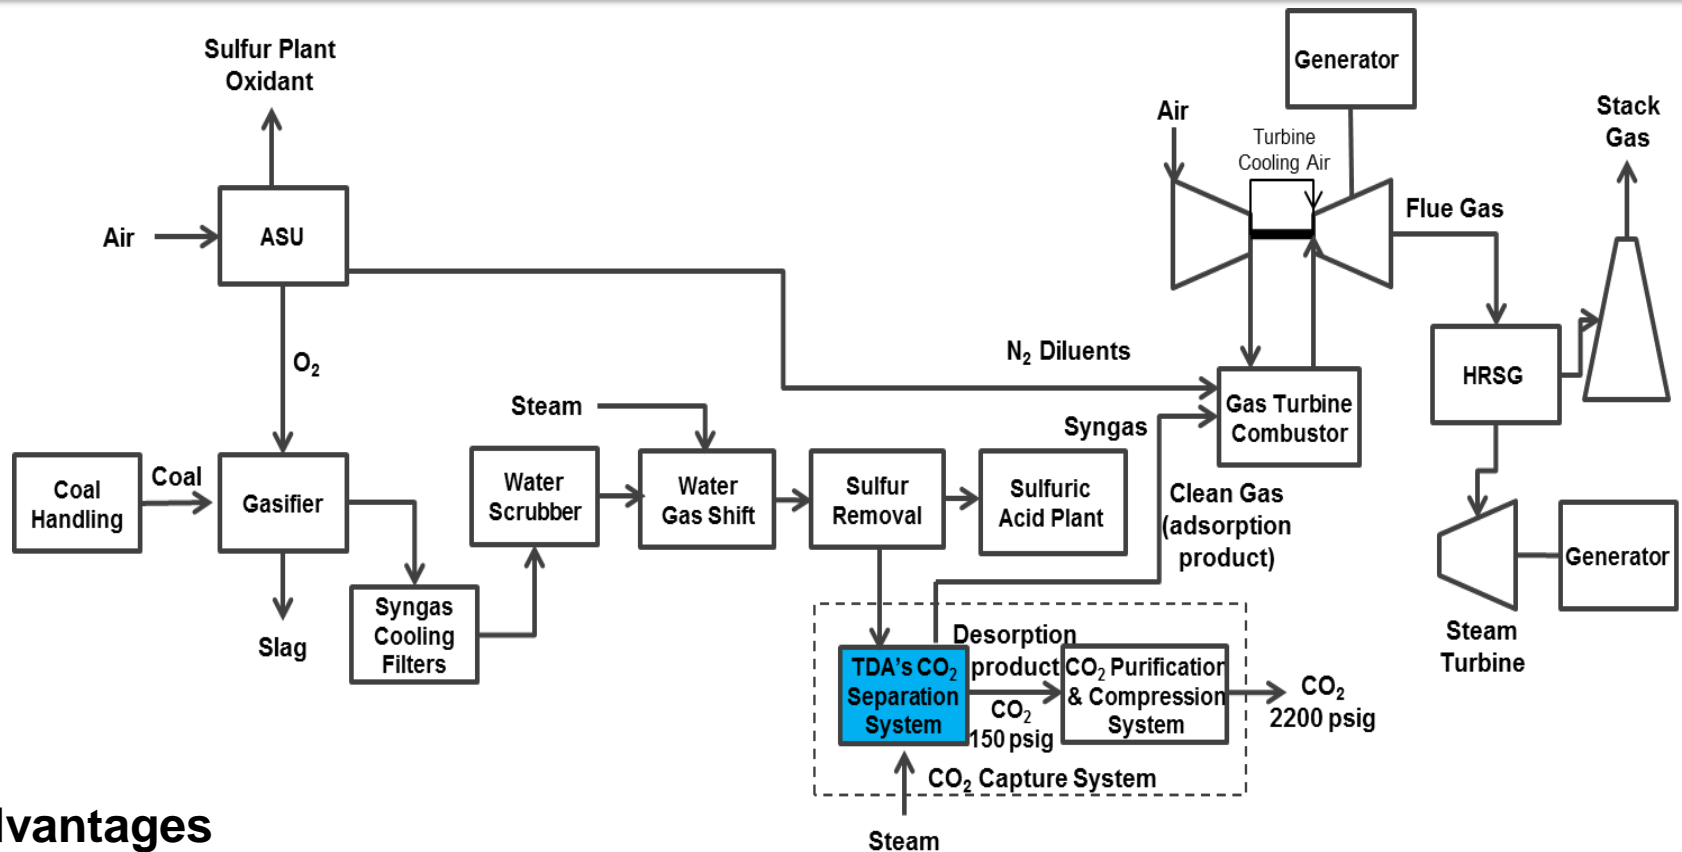 Sulfur Plant
Oxidant
Generator
Air
Stack
Gas
Turbine
Cooling Air
Flue Gas
Air
ASU
O₂
N₂ Diluents
HRSG
Steam
Syngas
Gas Turbine
Combustor
Coal
Handling
Coal
Gasifier
Water
Scrubber
Water
Gas Shift
Sulfur
Removal
Sulfuric
Acid Plant
Clean Gas
(adsorption
product)
Generator
Slag
Syngas
Cooling
Filters
Steam
Turbine
TDA's CO₂
Separation
System
Desorption
product
CO₂
150 psig
CO₂ Purification
& Compression
System
CO₂
2200 psig
CO₂ Capture System
Steam